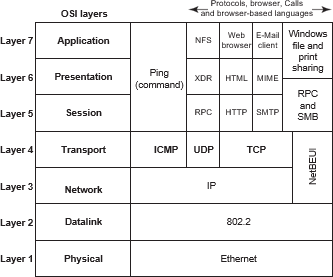 OSI layers
Protocols, browser, Calls
and browser-based languages
Layer 7
Application
Ping
(command)
NFS
Web
browser
E-Mail
client
Windows
file and
print
sharing
Layer 6
Presentation
XDR
HTML
MIME
RPC
and
SMB
Layer 5
Session
RPC
HTTP
SMTP
Layer 4
Transport
ICMP
UDP
TCP
NetBEUI
Layer 3
Network
IP
Layer 2
Datalink
802.2
Layer 1
Physical
Ethernet